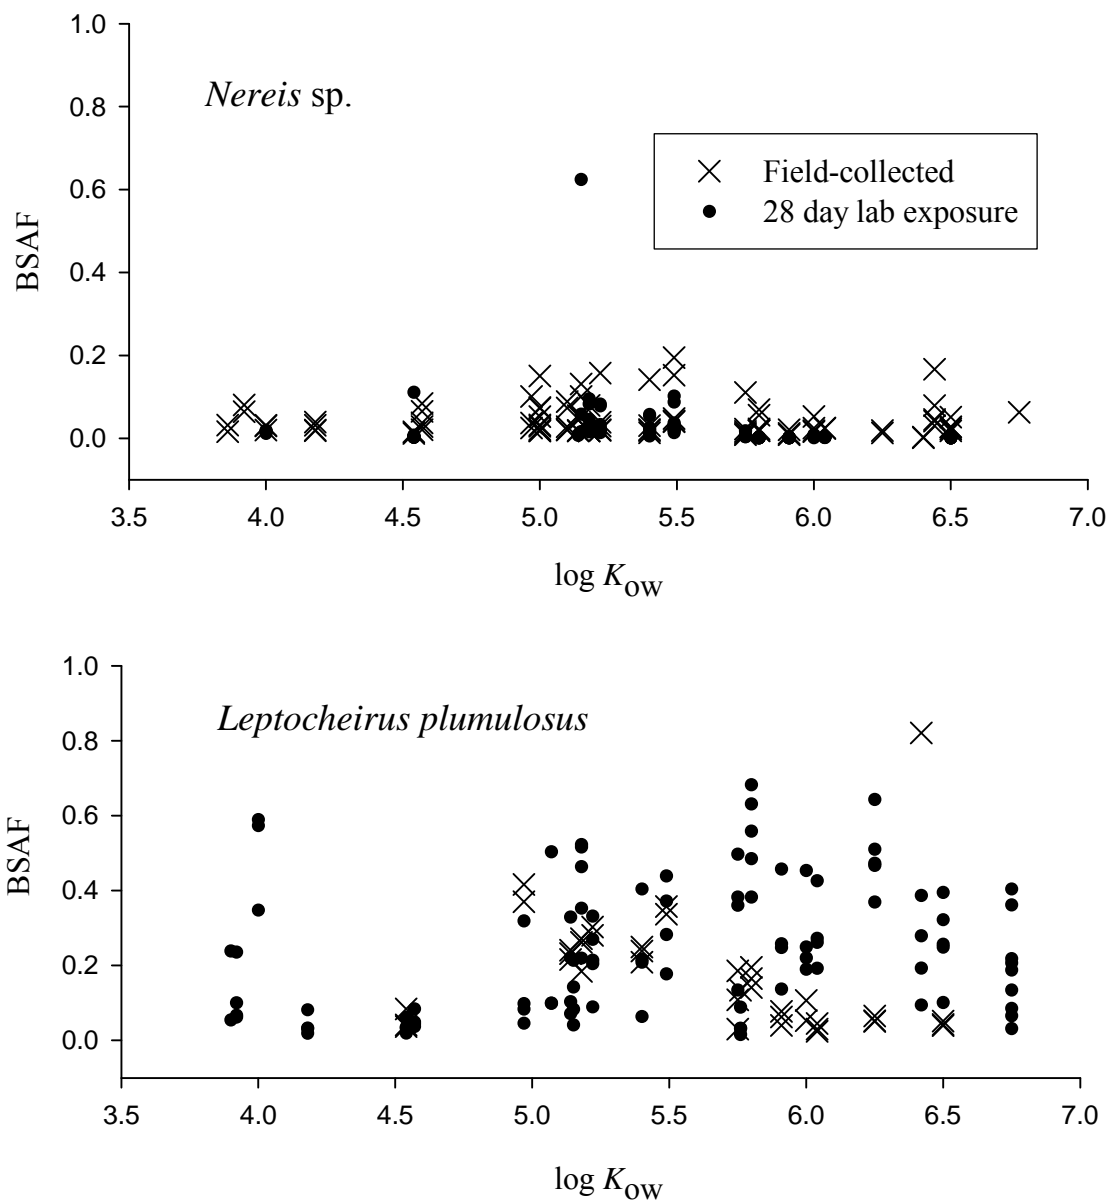 1.0
Nereis sp.
0.8
Field-collected
28 day lab exposure
0.6
BSAF
0.4
0.2
0.0
3.5 4.0 4.5 5.0 5.5 6.0 6.5 7.0
log Kow
1.0
Leptocheirus plumulosus
0.8
0.6
BSAF
0.4
0.2
0.0
3.5 4.0 4.5 5.0 5.5 6.0 6.5 7.0
log Kow